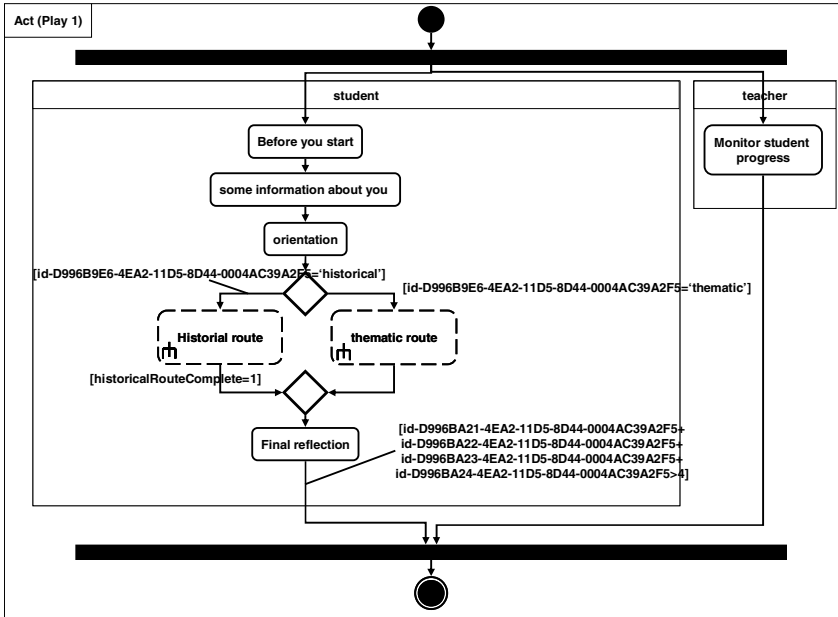 Act (Play 1)
student
teacher
Before you start
Monitor student
progress
some information about you
orientation
[id-D996B9E6-4EA2-11D5-8D44-0004AC39A2F5=‘historical’]
[id-D996B9E6-4EA2-11D5-8D44-0004AC39A2F5=‘thematic’]
Historial route
thematic route
[historicalRouteComplete=1]
[id-D996BA21-4EA2-11D5-8D44-0004AC39A2F5+
id-D996BA22-4EA2-11D5-8D44-0004AC39A2F5+
id-D996BA23-4EA2-11D5-8D44-0004AC39A2F5+
id-D996BA24-4EA2-11D5-8D44-0004AC39A2F5>4]
Final reflection